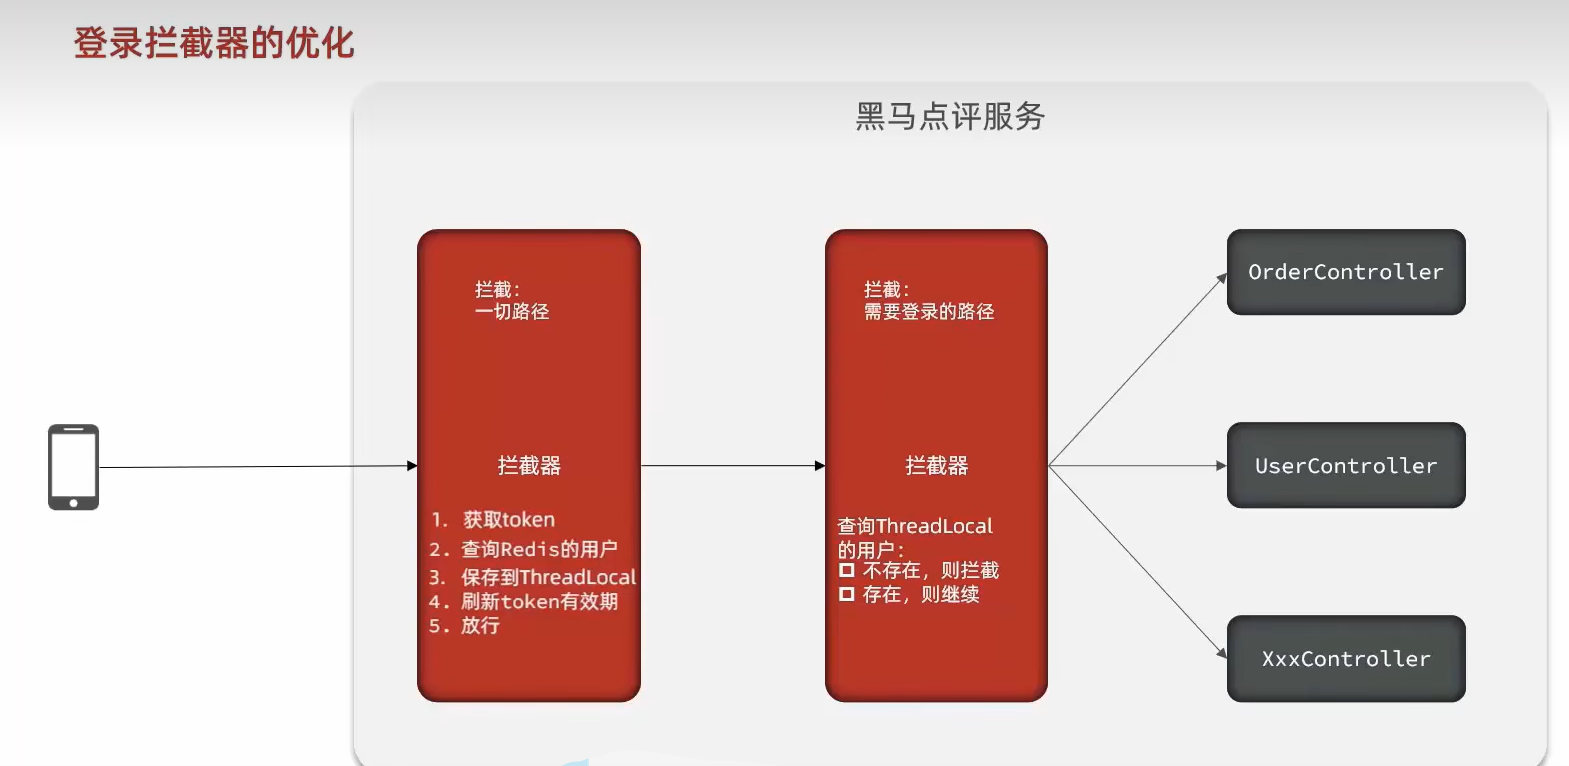 登录拦截器的优化
黑马点评服务
拦截：
一切路径
拦截器
1. 获取token
2. 查询Redis的用户
3. 保存到ThreadLocal
4. 刷新token有效期
5. 放行
拦截：
需要登录的路径
拦截器
查询ThreadLocal
的用户：
不存在，则拦截
存在，则继续
OrderController
UserController
XxxController